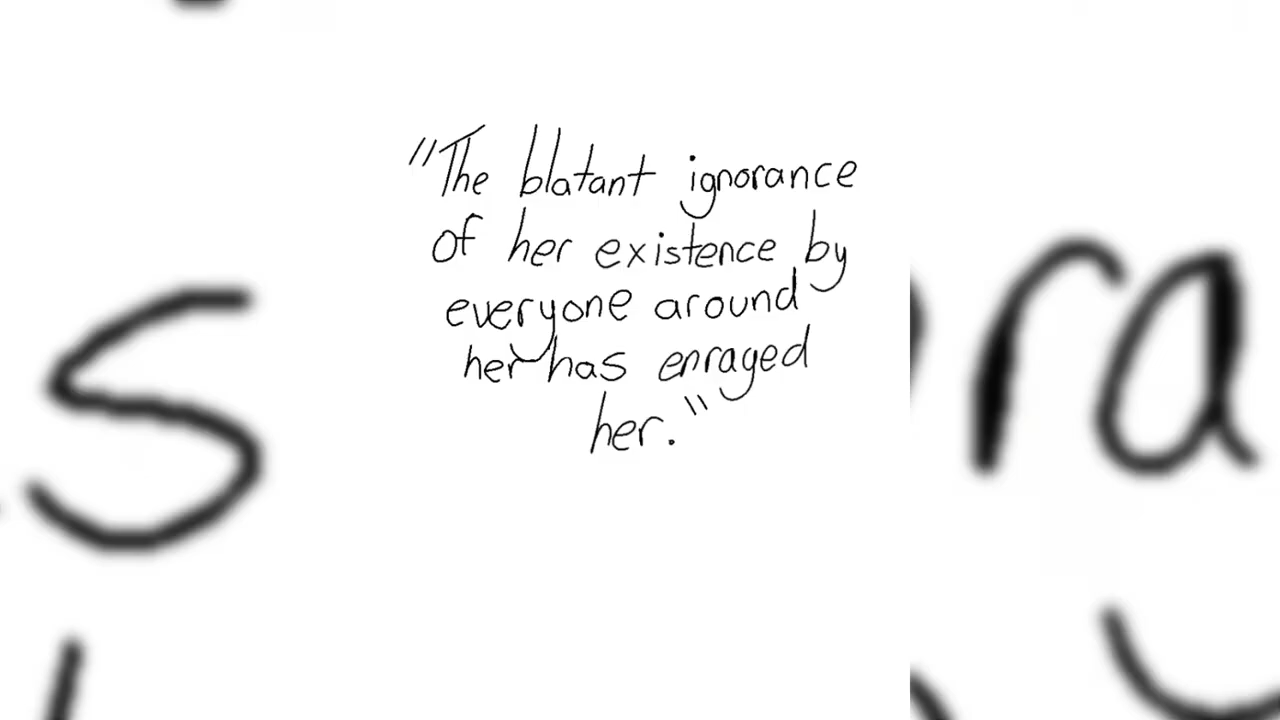 "The blatant ignorance
of her existence by
everyone around
her has enraged
her."